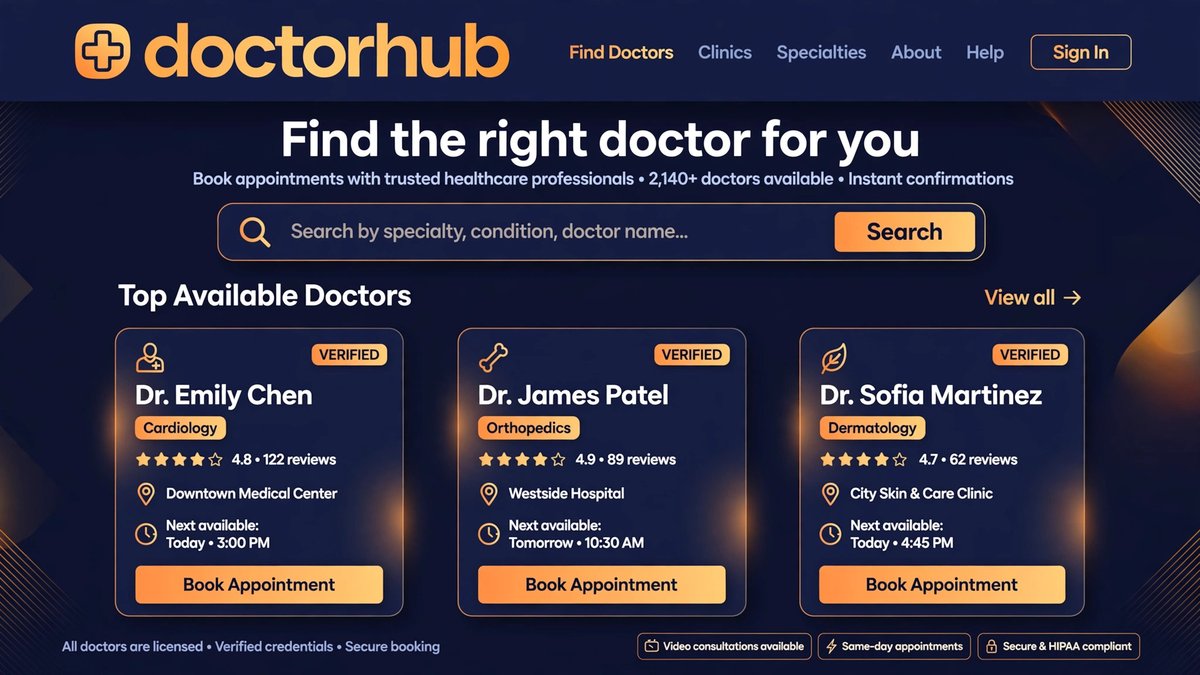 doctorhub
Find Doctors
Clinics
Specialties
About
Help
Sign In
Find the right doctor for you
Book appointments with trusted healthcare professionals • 2,140+ doctors available • Instant confirmations
Search by specialty, condition, doctor name...
Search
Top Available Doctors
View all →
VERIFIED
Dr. Emily Chen
Cardiology
4.8 • 122 reviews
Downtown Medical Center
Next available:
Today • 3:00 PM
Book Appointment
VERIFIED
Dr. James Patel
Orthopedics
4.9 • 89 reviews
Westside Hospital
Next available:
Tomorrow • 10:30 AM
Book Appointment
VERIFIED
Dr. Sofia Martinez
Dermatology
4.7 • 62 reviews
City Skin & Care Clinic
Next available:
Today • 4:45 PM
Book Appointment
All doctors are licensed • Verified credentials • Secure booking
Video consultations available
Same-day appointments
Secure & HIPAA compliant